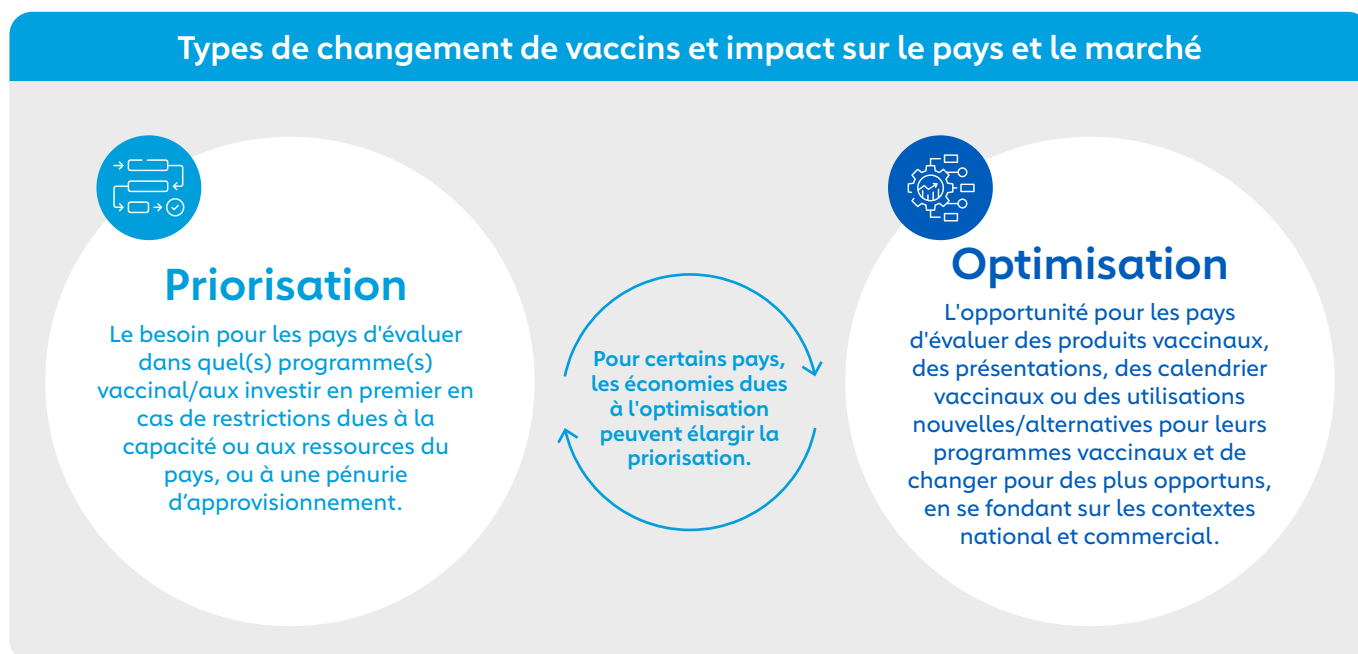 Types de changement de vaccins et impact sur le pays et le marché
Priorisation
Le besoin pour les pays d'évaluer
dans quel(s) programme(s)
vaccinal/aux investir en premier en
cas de restrictions dues à la
capacité ou aux ressources du
pays, ou à une pénurie
d’approvisionnement.
Pour certains pays,
les économies dues
à l'optimisation
peuvent élargir la
priorisation.
Optimisation
L'opportunité pour les pays
d'évaluer des produits vaccinaux,
des présentations, des calendrier
vaccinaux ou des utilisations
nouvelles/alternatives pour leurs
programmes vaccinaux et de
changer pour des plus opportuns,
en se fondant sur les contextes
national et commercial.